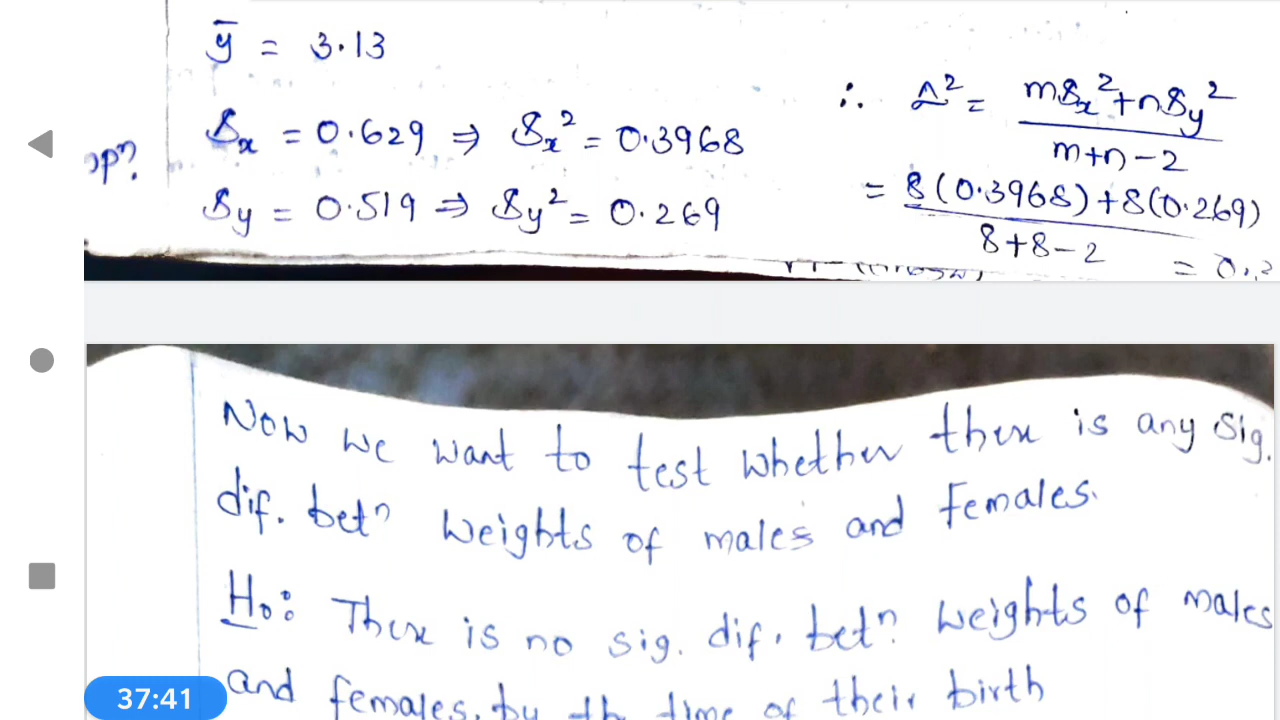 ȳ = 3.13
Sx = 0.629 ⇒ Sx² = 0.3968
Sy = 0.519 ⇒ Sy² = 0.269
∴ s² = mSx² + nSy² / m+n-2
= 8(0.3968)+8(0.269) / 8+8-2
Now we want to test whether there is any sig.
dif. betⁿ weights of males and females.
H₀: There is no sig. dif. betⁿ. weights of males
and females. by the time of their birth
37:41